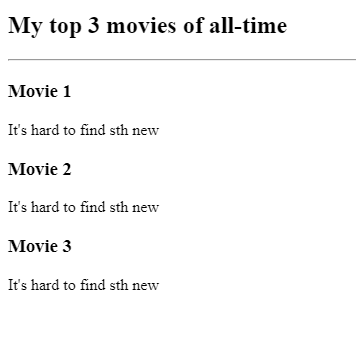 My top 3 movies of all-time
Movie 1
It's hard to find sth new
Movie 2
It's hard to find sth new
Movie 3
It's hard to find sth new